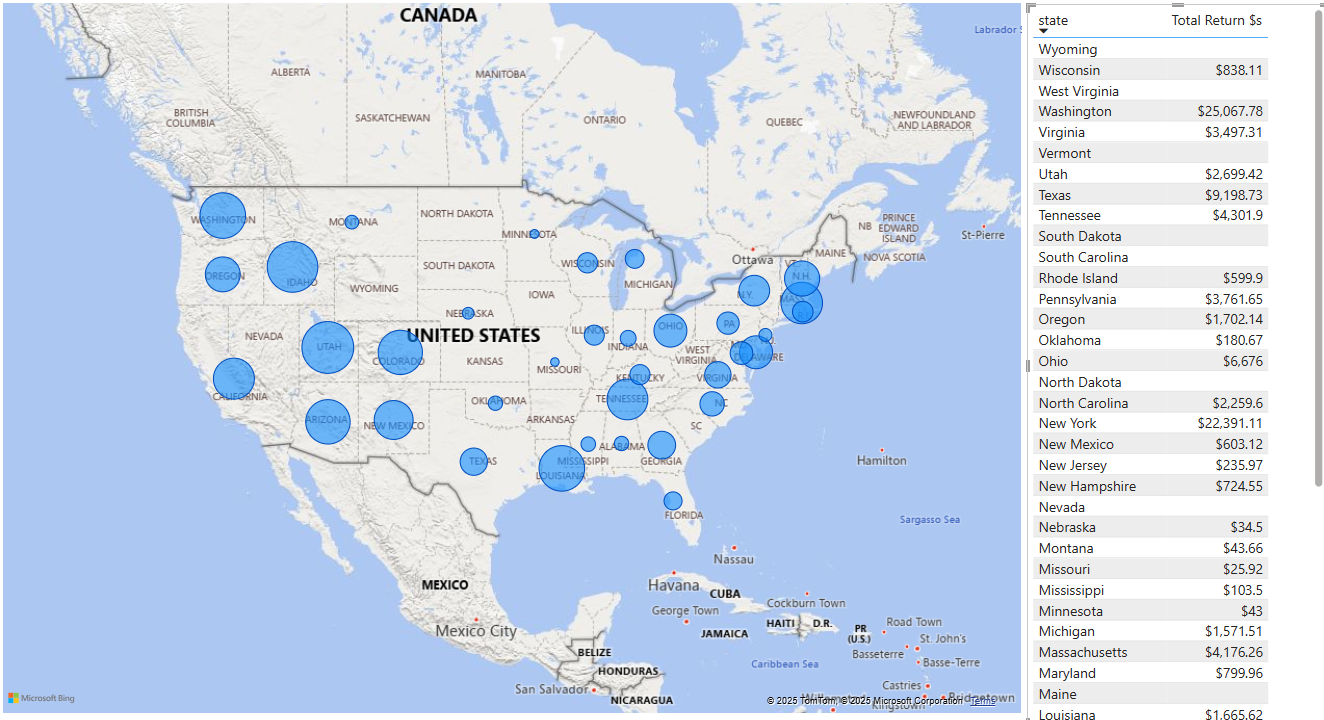 CANADA
Labrador S
ALBERTA
MANITOBA
BRITISH
COLUMBIA
SASKATCHEWAN
ONTARIO
QUEBEC
NEWFOUNDLAND
AND LABRADOR
WASHINGTON
MONTANA
NORTH DAKOTA
MINNESOTA
NB
PRINCE
EDWARD
ISLAND
St-Pierre
MAINE
NOVA SCOTIA
Ottawa
VT
N.H.
OREGON
IDAHO
SOUTH DAKOTA
WISCONSIN
MICHIGAN
WYOMING
IOWA
N.Y.
MASS
NEBRASKA
UNITED STATES
NEVADA
UTAH
COLORADO
KANSAS
ILLINOIS
INDIANA
OHIO
PA
WEST
VIRGINIA
DELAWARE
MISSOURI
KENTUCKY
VIRGINIA
CALIFORNIA
ARIZONA
NEW MEXICO
OKLAHOMA
ARKANSAS
TENNESSEE
NC
SC
TEXAS
MISSISSIPPI
ALABAMA
GEORGIA
LOUISIANA
FLORIDA
Hamilton
Sargasso Sea
Nassau
MEXICO
Havana
CUBA
Cockburn Town
George Town
HAITI
D.R.
PR
(U.S.)
Road Town
St. John's
JAMAICA
Mexico City
Basseterre
Basse-Terre
BELIZE
Caribbean Sea
HONDURAS
San Salvador
Castries
NICARAGUA
Kingstown
Bridgetown
Microsoft Bing
© 2025 TomTom, © 2025 Microsoft Corporation Terms
state Total Return $s
Wyoming
Wisconsin $838.11
West Virginia
Washington $25,067.78
Virginia $3,497.31
Vermont
Utah $2,699.42
Texas $9,198.73
Tennessee $4,301.9
South Dakota
South Carolina
Rhode Island $599.9
Pennsylvania $3,761.65
Oregon $1,702.14
Oklahoma $180.67
Ohio $6,676
North Dakota
North Carolina $2,259.6
New York $22,391.11
New Mexico $603.12
New Jersey $235.97
New Hampshire $724.55
Nevada
Nebraska $34.5
Montana $43.66
Missouri $25.92
Mississippi $103.5
Minnesota $43
Michigan $1,571.51
Massachusetts $4,176.26
Maryland $799.96
Maine
Louisiana $1,665.62